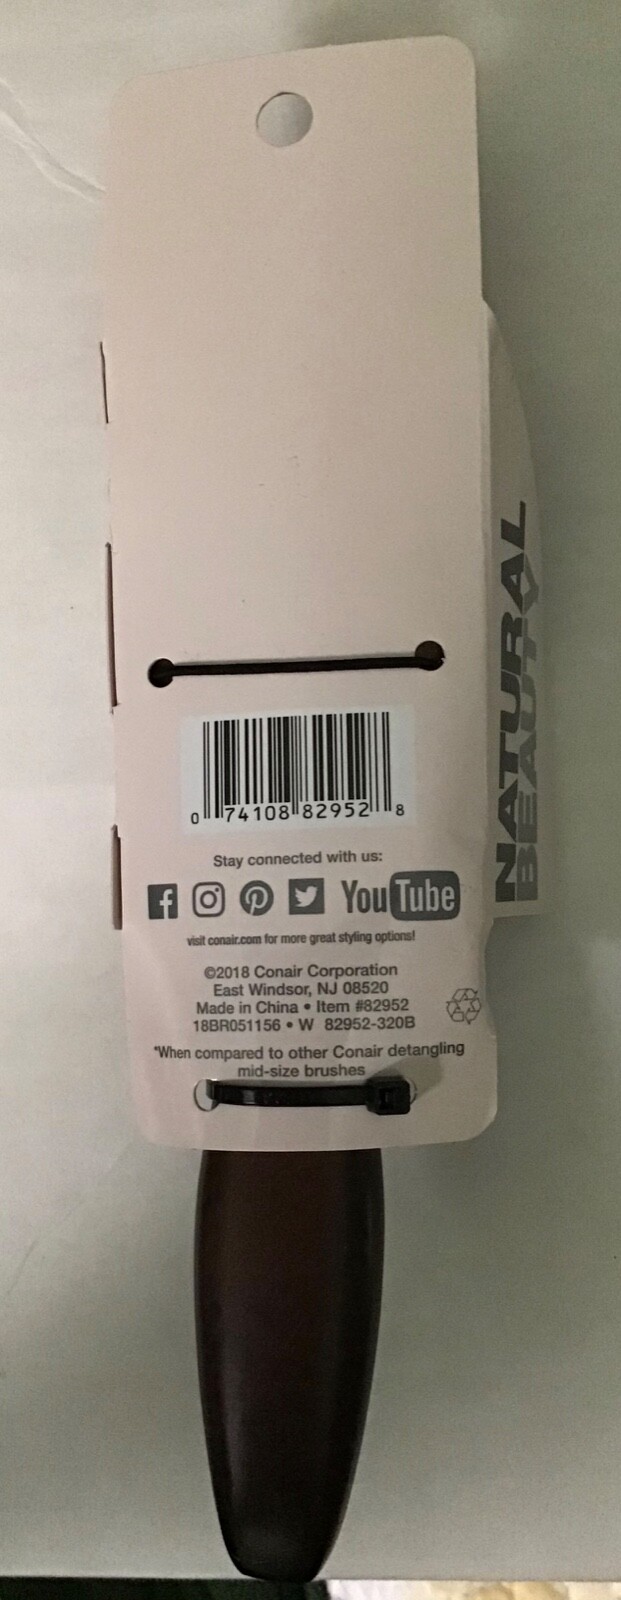 NATURAL
BEAUTY
0 74108 82952 8
Stay connected with us:
YouTube
visit conair.com for more great styling options!
©2018 Conair Corporation
East Windsor, NJ 08520
Made in China • Item #82952
18BR051156 • W 82952-320B
*When compared to other Conair detangling
mid-size brushes